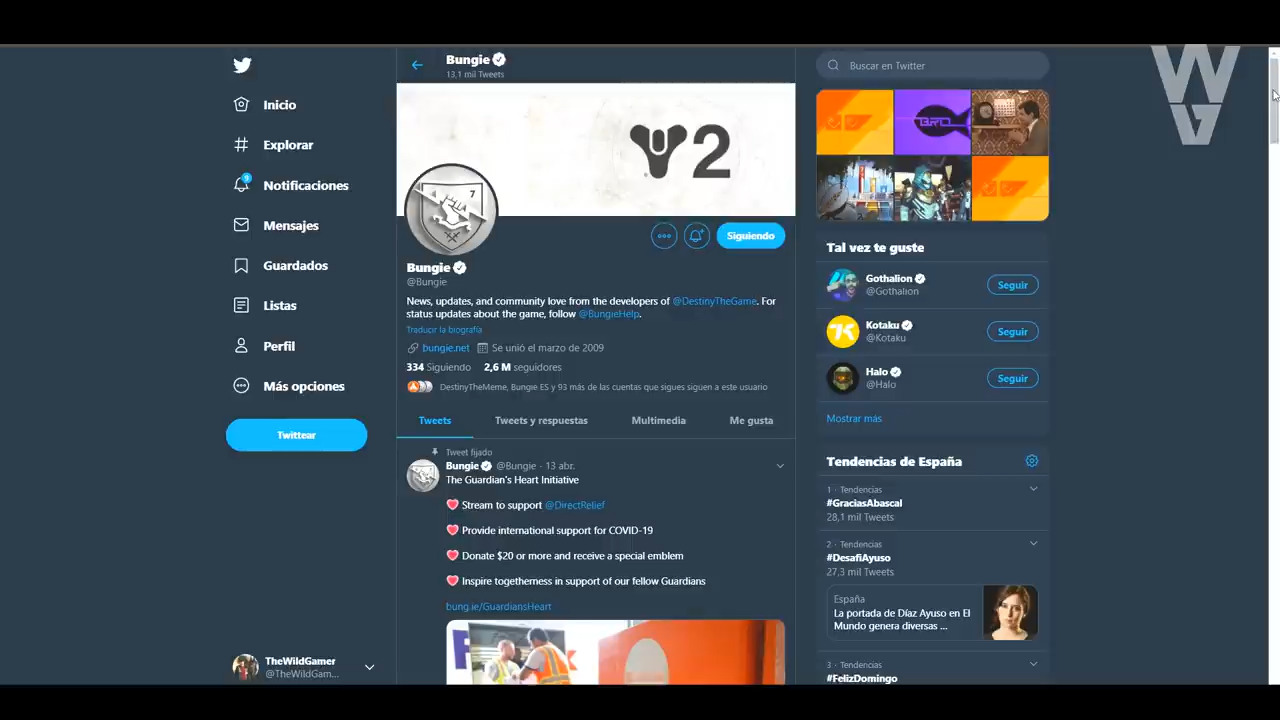 Inicio
Explorar
9
Notificaciones
Mensajes
Guardados
Listas
Perfil
Más opciones
Twittear
TheWildGamer
@TheWildGam...
Bungie
13,1 mil Tweets
2
7
Siguiendo
Bungie
@Bungie
News, updates, and community love from the developers of @DestinyTheGame. For
status updates about the game, follow @BungieHelp.
Traducir la biografía
bungie.net Se unió el marzo de 2009
334 Siguiendo 2,6 M seguidores
DestinyTheMeme, Bungie ES y 93 más de las cuentas que sigues siguen a este usuario
Tweets Tweets y respuestas Multimedia Me gusta
Tweet fijado
Bungie @Bungie · 13 abr.
The Guardian's Heart Initiative
❤ Stream to support @DirectRelief
❤ Provide international support for COVID-19
❤ Donate $20 or more and receive a special emblem
❤ Inspire togetherness in support of our fellow Guardians
bung.ie/GuardiansHeart
Buscar en Twitter
BRO
Tal vez te guste
Gothalion
@Gothalion
Seguir
Kotaku
@Kotaku
Seguir
Halo
@Halo
Seguir
Mostrar más
Tendencias de España
1 · Tendencias
#GraciasAbascal
28,1 mil Tweets
2 · Tendencias
#DesafiAyuso
27,3 mil Tweets
España
La portada de Díaz Ayuso en El
Mundo genera diversas ...
3 · Tendencias
#FelizDomingo
WG